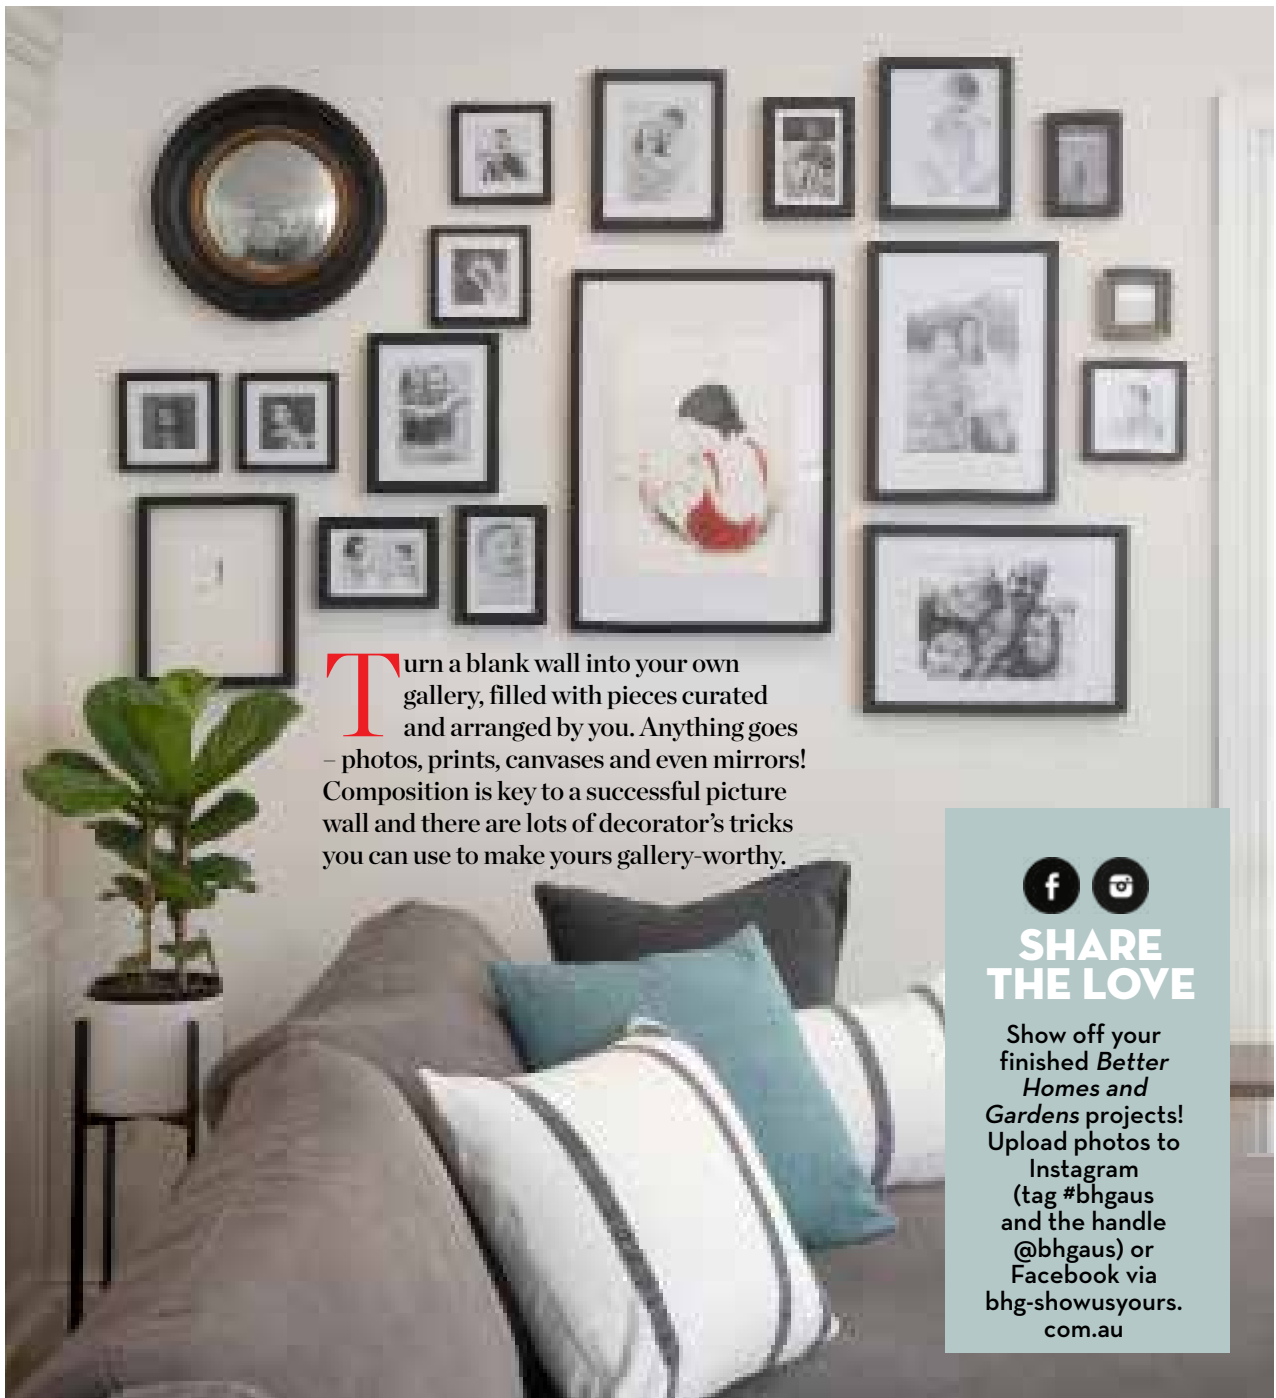 Turn a blank wall into your own
gallery, filled with pieces curated
and arranged by you. Anything goes
– photos, prints, canvases and even mirrors!
Composition is key to a successful picture
wall and there are lots of decorator’s tricks
you can use to make yours gallery-worthy.
SHARE
THE LOVE
Show off your
finished Better
Homes and
Gardens projects!
Upload photos to
Instagram
(tag #bhgaus
and the handle
@bhgaus) or
Facebook via
bhg-showusyours.
com.au